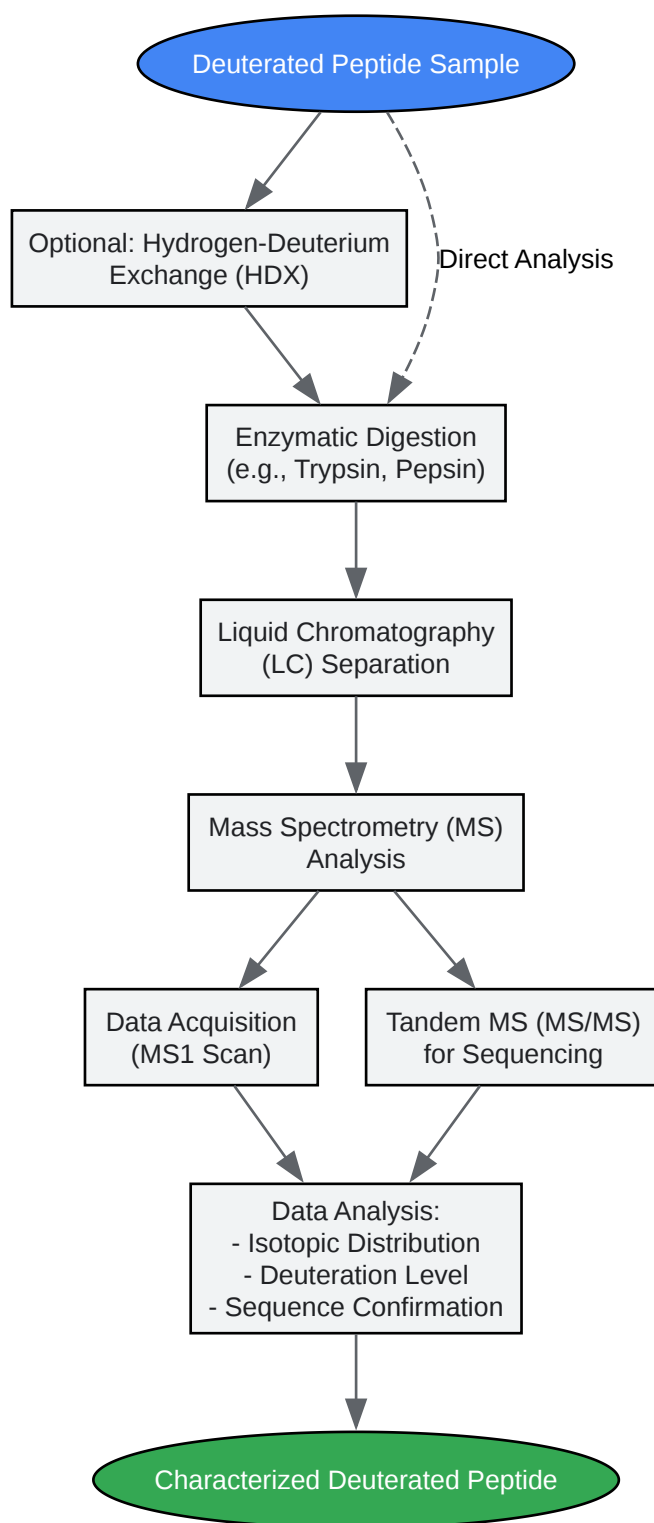 Deuterated Peptide Sample
Optional: Hydrogen-Deuterium
Exchange (HDX)
Direct Analysis
Enzymatic Digestion
(e.g., Trypsin, Pepsin)
Liquid Chromatography
(LC) Separation
Mass Spectrometry (MS)
Analysis
Data Acquisition
(MS1 Scan)
Tandem MS (MS/MS)
for Sequencing
Data Analysis:
- Isotopic Distribution
- Deuteration Level
- Sequence Confirmation
Characterized Deuterated Peptide